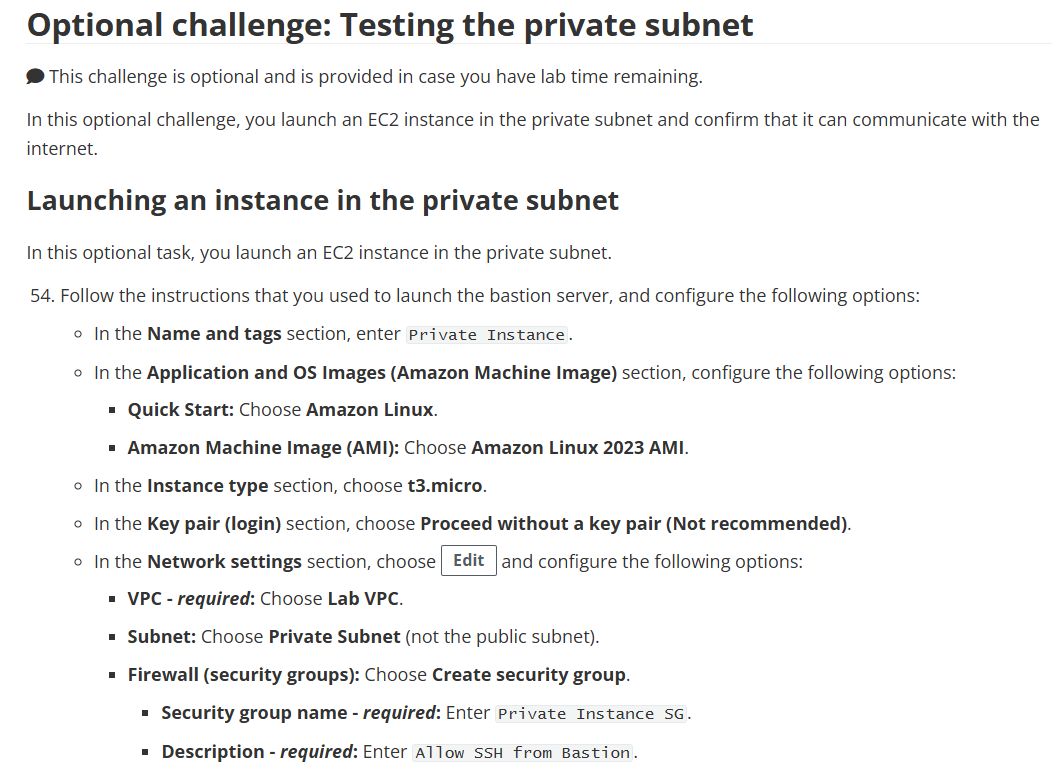 Optional challenge: Testing the private subnet
This challenge is optional and is provided in case you have lab time remaining.
In this optional challenge, you launch an EC2 instance in the private subnet and confirm that it can communicate with the
internet.
Launching an instance in the private subnet
In this optional task, you launch an EC2 instance in the private subnet.
54. Follow the instructions that you used to launch the bastion server, and configure the following options:
In the Name and tags section, enter Private Instance.
In the Application and OS Images (Amazon Machine Image) section, configure the following options:
Quick Start: Choose Amazon Linux.
Amazon Machine Image (AMI): Choose Amazon Linux 2023 AMI.
In the Instance type section, choose t3.micro.
In the Key pair (login) section, choose Proceed without a key pair (Not recommended).
In the Network settings section, choose Edit and configure the following options:
VPC - required: Choose Lab VPC.
Subnet: Choose Private Subnet (not the public subnet).
Firewall (security groups): Choose Create security group.
Security group name - required: Enter Private Instance SG.
Description - required: Enter Allow SSH from Bastion.